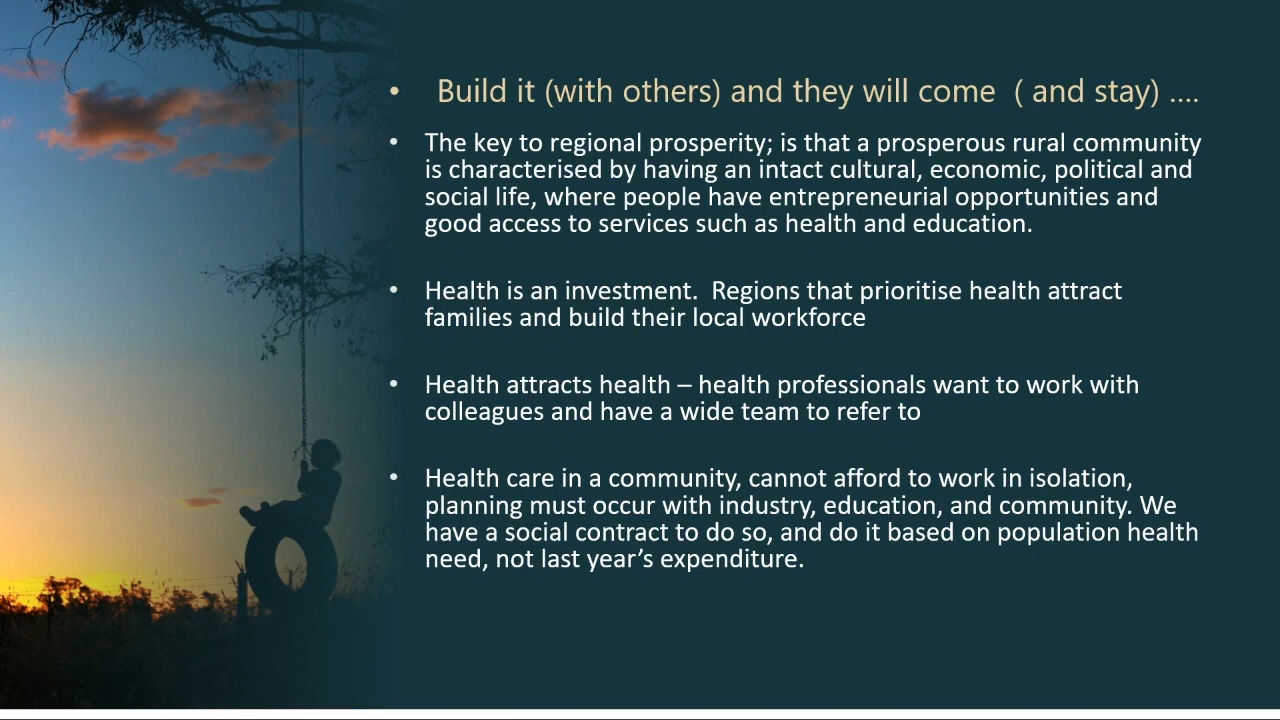 • Build it (with others) and they will come ( and stay) ....
• The key to regional prosperity; is that a prosperous rural community
is characterised by having an intact cultural, economic, political and
social life, where people have entrepreneurial opportunities and
good access to services such as health and education.
• Health is an investment.  Regions that prioritise health attract
families and build their local workforce
• Health attracts health – health professionals want to work with
colleagues and have a wide team to refer to
• Health care in a community, cannot afford to work in isolation,
planning must occur with industry, education, and community. We
have a social contract to do so, and do it based on population health
need, not last year’s expenditure.